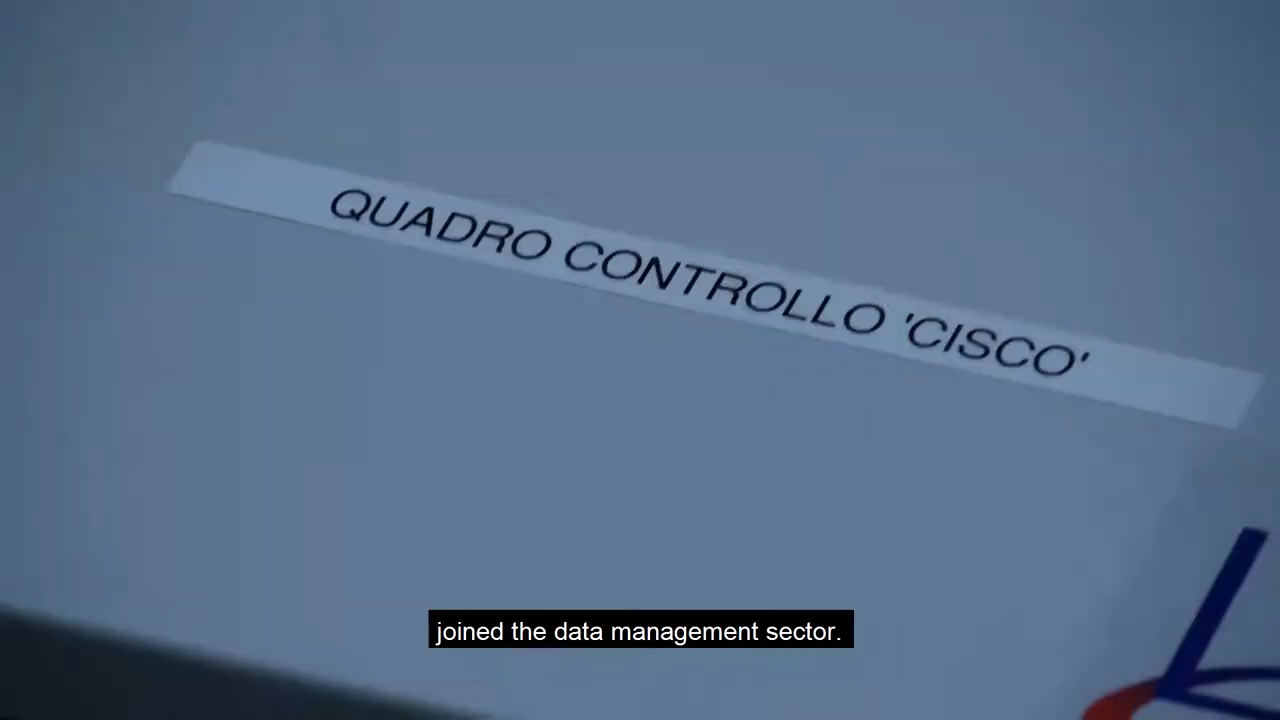 QUADRO CONTROLLO 'CISCO'
joined the data management sector.